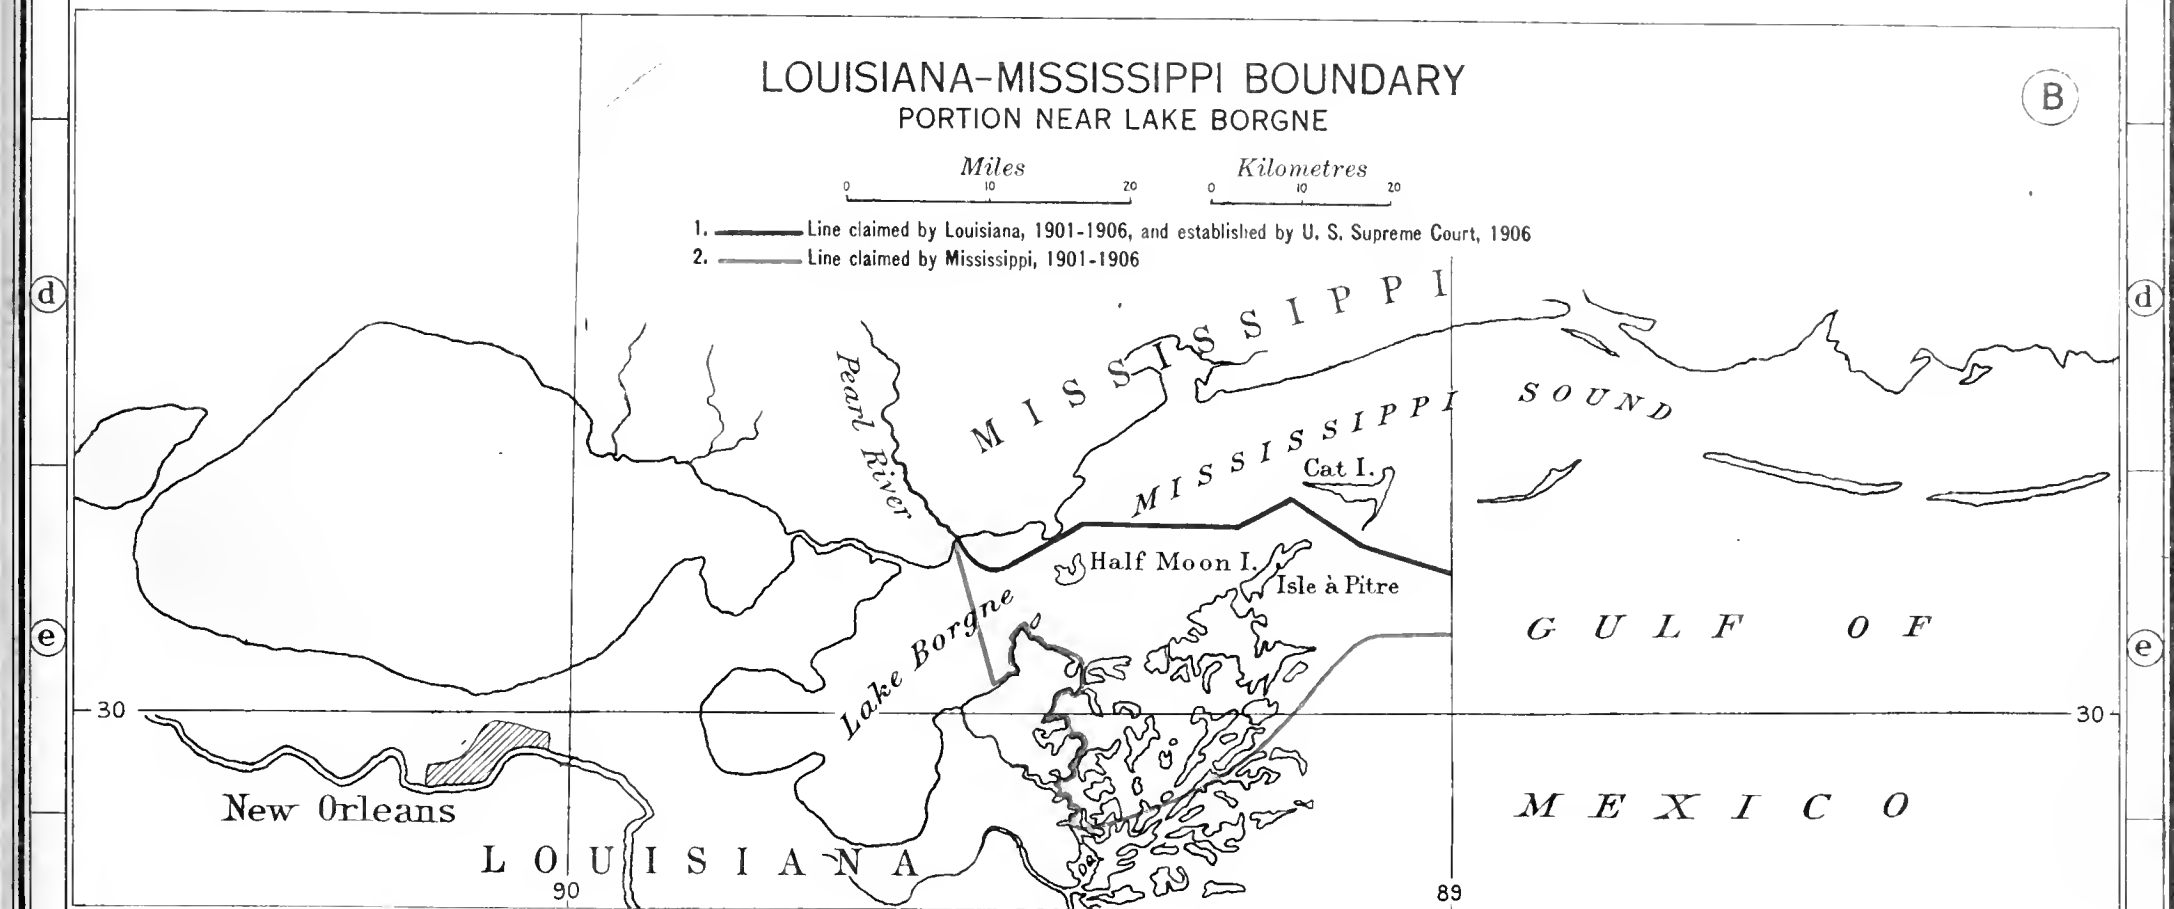 LOUISIANA-MISSISSIPPI BOUNDARY
PORTION NEAR LAKE BORGNE
B
Miles
0 10 20
Kilometres
0 10 20
1. Line claimed by Louisiana, 1901-1906, and established by U. S. Supreme Court, 1906
2. Line claimed by Mississippi, 1901-1906
d
d
MISSISSIPPI
Pearl River
MISSISSIPPI SOUND
Cat I.
Half Moon I.
Isle à Pitre
Lake Borgne
GULF OF
MEXICO
e
e
30
30
New Orleans
LOUISIANA
90
89